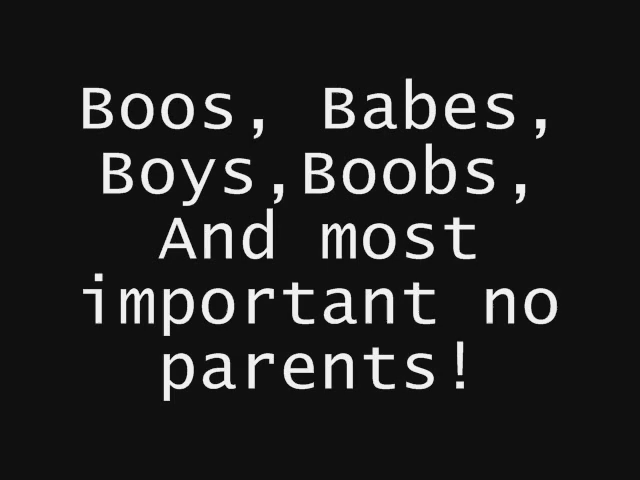 Boos, Babes,
Boys,Boobs,
And most
important no
parents!